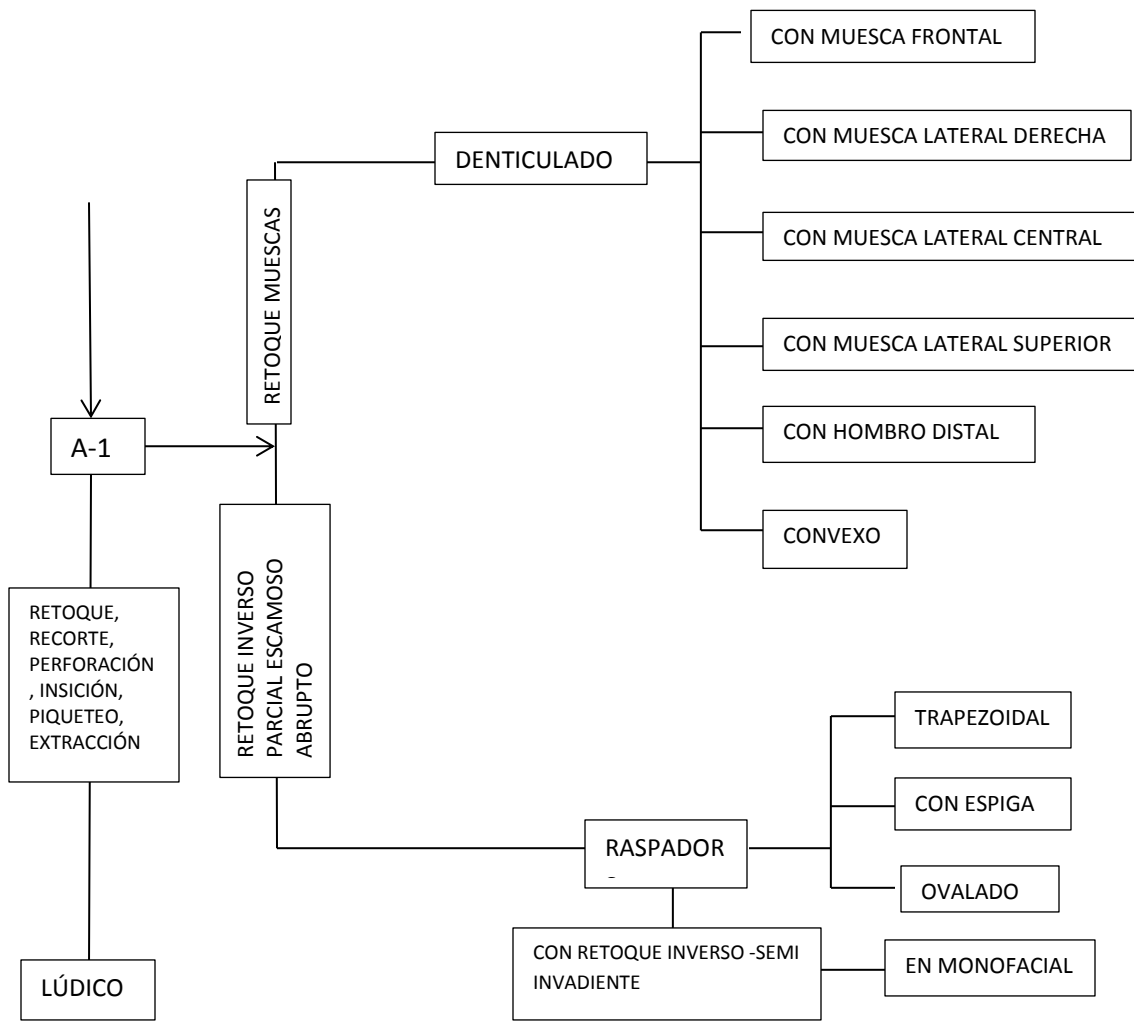 CON MUESCA FRONTAL
CON MUESCA LATERAL DERECHA
DENTICULADO
RETOQUE MUESCAS
CON MUESCA LATERAL CENTRAL
CON MUESCA LATERAL SUPERIOR
CON HOMBRO DISTAL
A-1
CONVEXO
RETOQUE INVERSO
PARCIAL ESCAMOSO
ABRUPTO
RETOQUE,
RECORTE,
PERFORACIÓN
, INSICIÓN,
PIQUETEO,
EXTRACCIÓN
TRAPEZOIDAL
CON ESPIGA
RASPADOR
OVALADO
CON RETOQUE INVERSO -SEMI
INVADIENTE
EN MONOFACIAL
LÚDICO